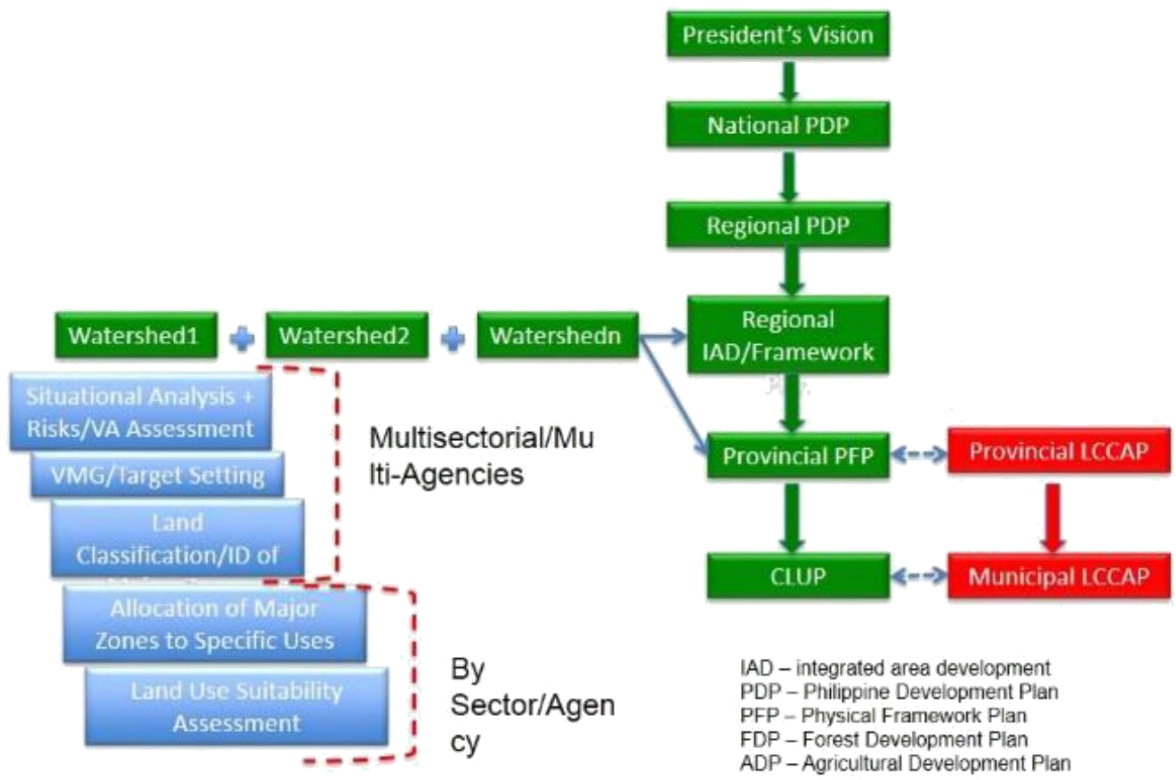 President's Vision
National PDP
Regional PDP
Regional
IAD/Framework
Watershed1
Watershed2
Watershedn
Situational Analysis +
Risks/VA Assessment
VMG/Target Setting
Land
Classification/ID of
Multisectorial/Mu
lti-Agencies
Provincial PFP
Provincial LCCAP
CLUP
Municipal LCCAP
Allocation of Major
Zones to Specific Uses
Land Use Suitability
Assessment
By
Sector/Agen
cy
IAD – integrated area development
PDP – Philippine Development Plan
PFP – Physical Framework Plan
FDP – Forest Development Plan
ADP – Agricultural Development Plan